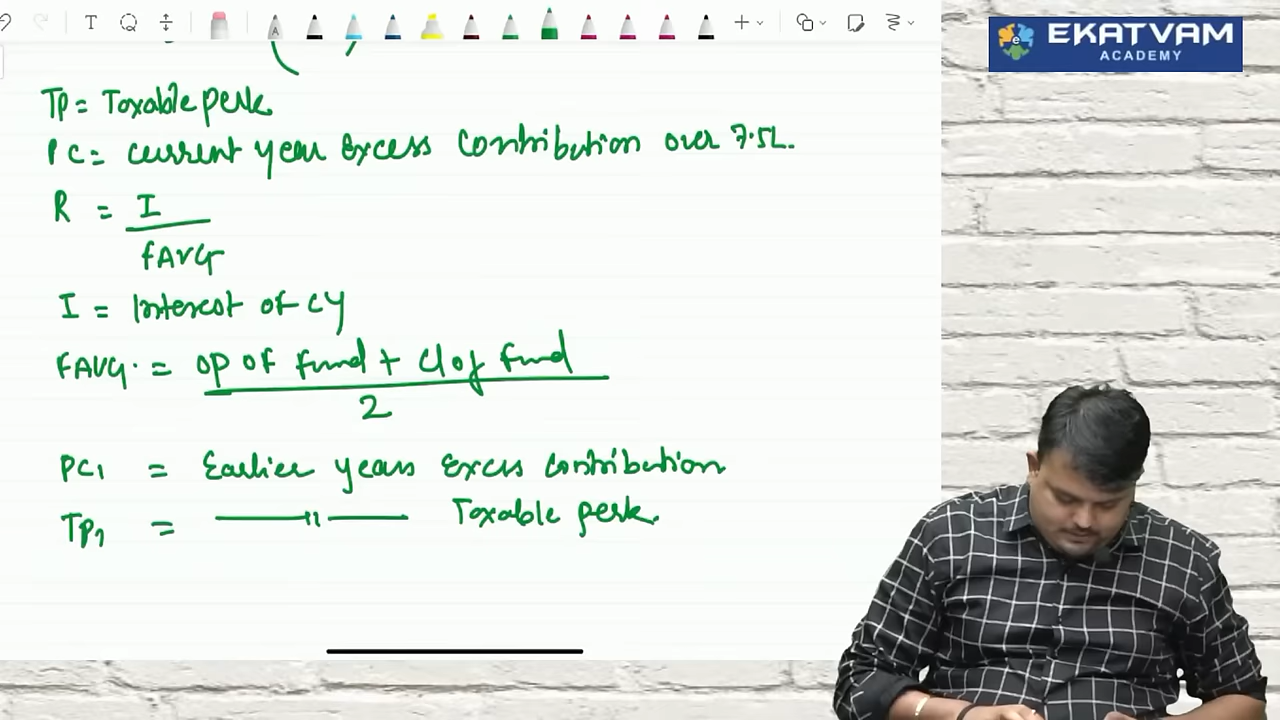 EKATVAM
ACADEMY
TP = Taxable perk
PC = current year Excess Contribution over 7.5L.
R = I
FAVG
I = Interest of CY
FAVG. = OP of fund + Cl of fund
2
PC1 = Earlier years Excess Contribution
TP1 = ——"—— Taxable perk.